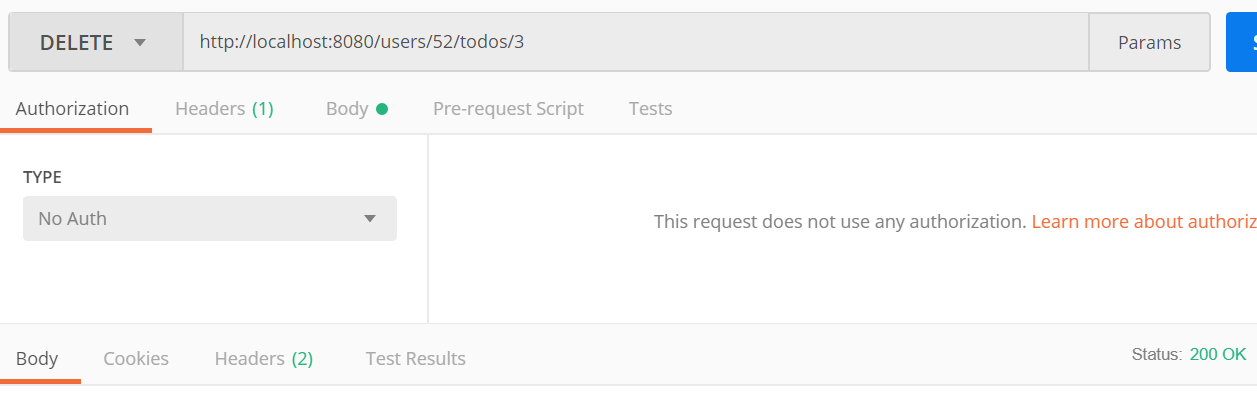 DELETE http://localhost:8080/users/52/todos/3 Params
Authorization Headers (1) Body Pre-request Script Tests
TYPE
No Auth
This request does not use any authorization. Learn more about authoriz
Body Cookies Headers (2) Test Results Status: 200 OK